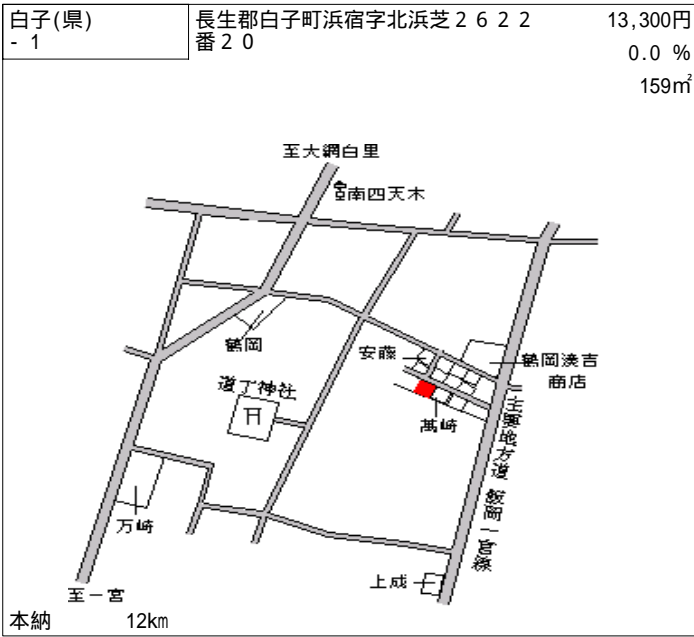 白子(県)
- 1
長生郡白子町浜宿字北浜芝２６２２
番２０
13,300円
0.0 %
159㎡
至大網白里
南四天木
鶴岡
安藤
鶴岡湊吉
商店
道了神社
萬崎
主要地方道 飯岡一宮線
万崎
上成
至一宮
本納 12km